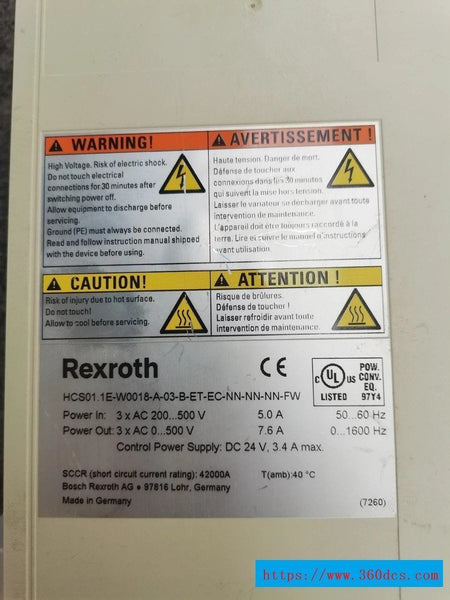 WARNING!
High Voltage. Risk of electric shock.
Do not touch electrical
connections for 30 minutes after
switching power off.
Allow equipment to discharge before
servicing.
Ground (PE) must always be connected.
Read and follow instruction manual shipped
with the device before using.
AVERTISSEMENT !
Haute tension. Danger de mort.
Défense de toucher aux
connexions dans les 30 minutes
qui suivent la mise hors tension.
Laisser le variateur se décharger avant toute
intervention de maintenance.
L'appareil doit être toujours raccordé à la
terre. Lire et suivre le manuel d'instructions
avant utilisation.
CAUTION!
Risk of injury due to hot surface.
Do not touch!
Allow to cool before servicing.
ATTENTION !
Risque de brûlures.
Défense de toucher !
Laisser refroidir avant toute
intervention de maintenance.
Rexroth
CE
C UL US
LISTED
POW.
CONV.
EQ.
97Y4
HCS01.1E-W0018-A-03-B-ET-EC-NN-NN-NN-FW
Power In: 3 x AC 200...500 V 5.0 A 50...60 Hz
Power Out: 3 x AC 0...500 V 7.6 A 0...1600 Hz
Control Power Supply: DC 24 V, 3.4 A max.
SCCR (short circuit current rating): 42000A T(amb):40 °C
Bosch Rexroth AG • 97816 Lohr, Germany
Made in Germany (7260)
https://www.360dcs.com